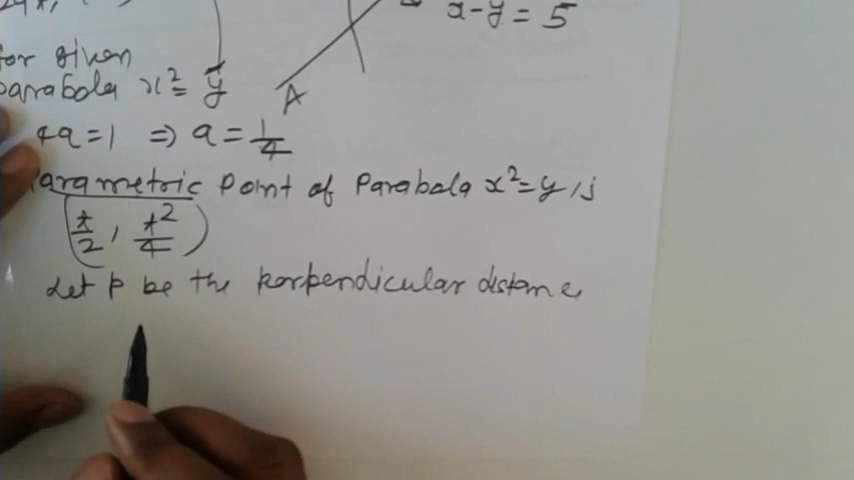 x-y = 5
for given
parabola x²= y
A
4a=1 ⇒ a = 1/4
Parametric Point of Parabola x²=y is
(t/2, t²/4)
Let p be the perpendicular distance